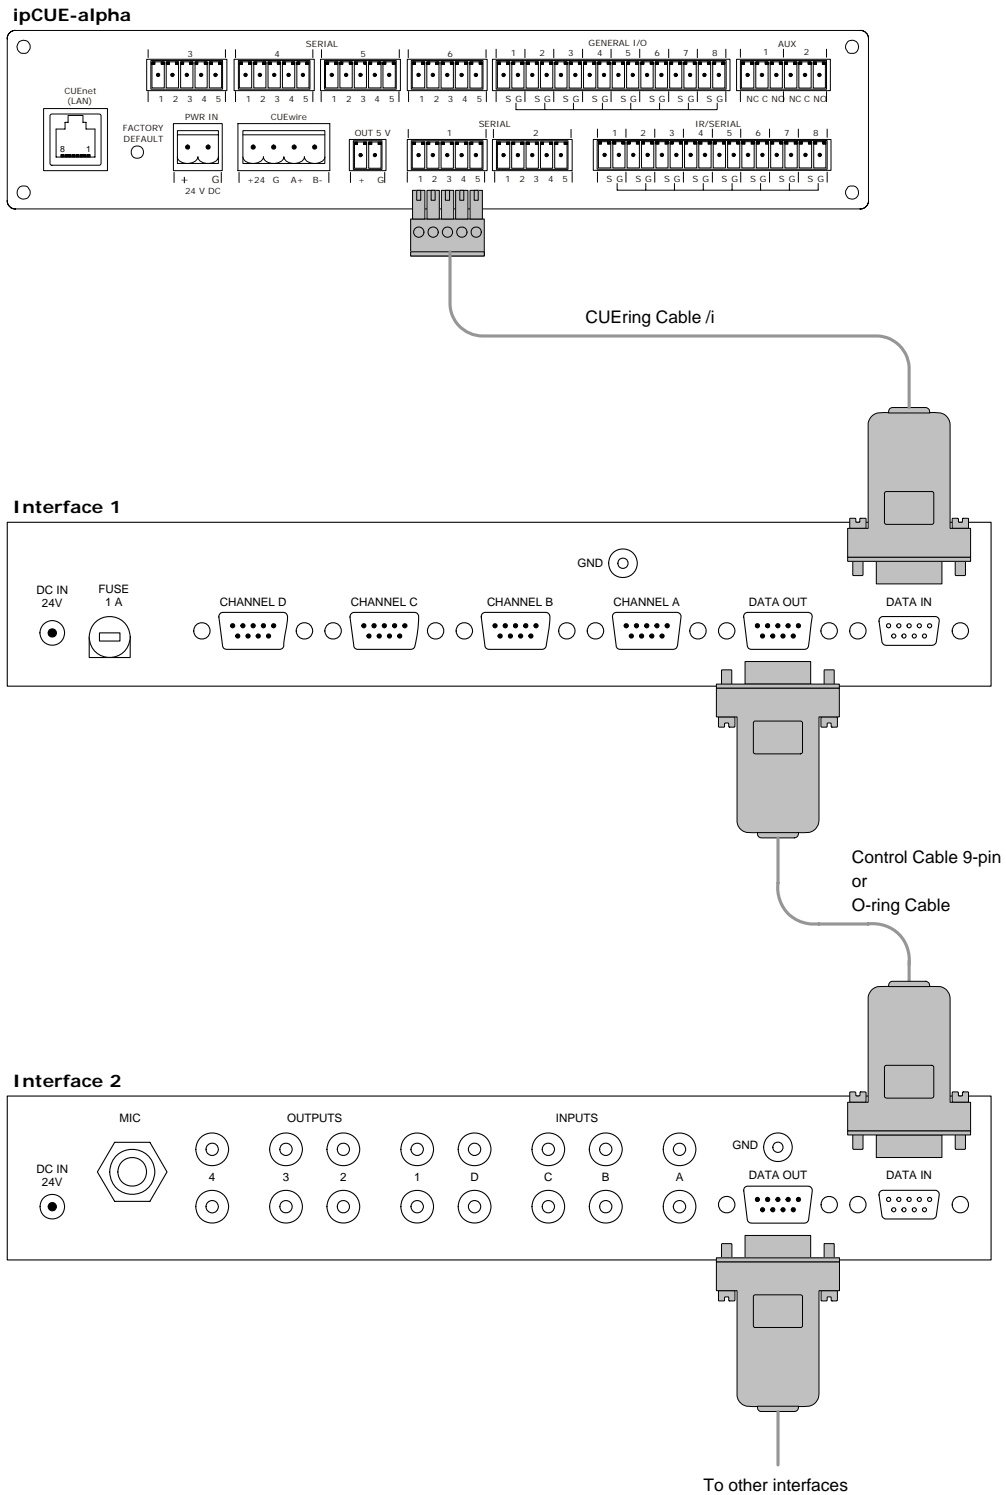 ipCUE-alpha
SERIAL GENERAL I/O AUX
3 4 5 6 1 2 3 4 5 6 7 8 1 2
1 2 3 4 5 1 2 3 4 5 1 2 3 4 5 1 2 3 4 5 S G S G S G S G S G S G S G S G NC C NO NC C NO
CUEnet
(LAN)
8 1
FACTORY
DEFAULT
PWR IN CUEwire OUT 5 V
SERIAL IR/SERIAL
1 2 1 2 3 4 5 6 7 8
+ G +24 G A+ B- + G 1 2 3 4 5 1 2 3 4 5 S G S G S G S G S G S G S G S G
24 V DC
CUEring Cable /i
Interface 1
GND
DC IN
24V
FUSE
1 A
CHANNEL D CHANNEL C CHANNEL B CHANNEL A DATA OUT DATA IN
Control Cable 9-pin
or
O-ring Cable
Interface 2
MIC OUTPUTS INPUTS
GND
DC IN
24V
4 3 2 1 D C B A DATA OUT DATA IN
To other interfaces